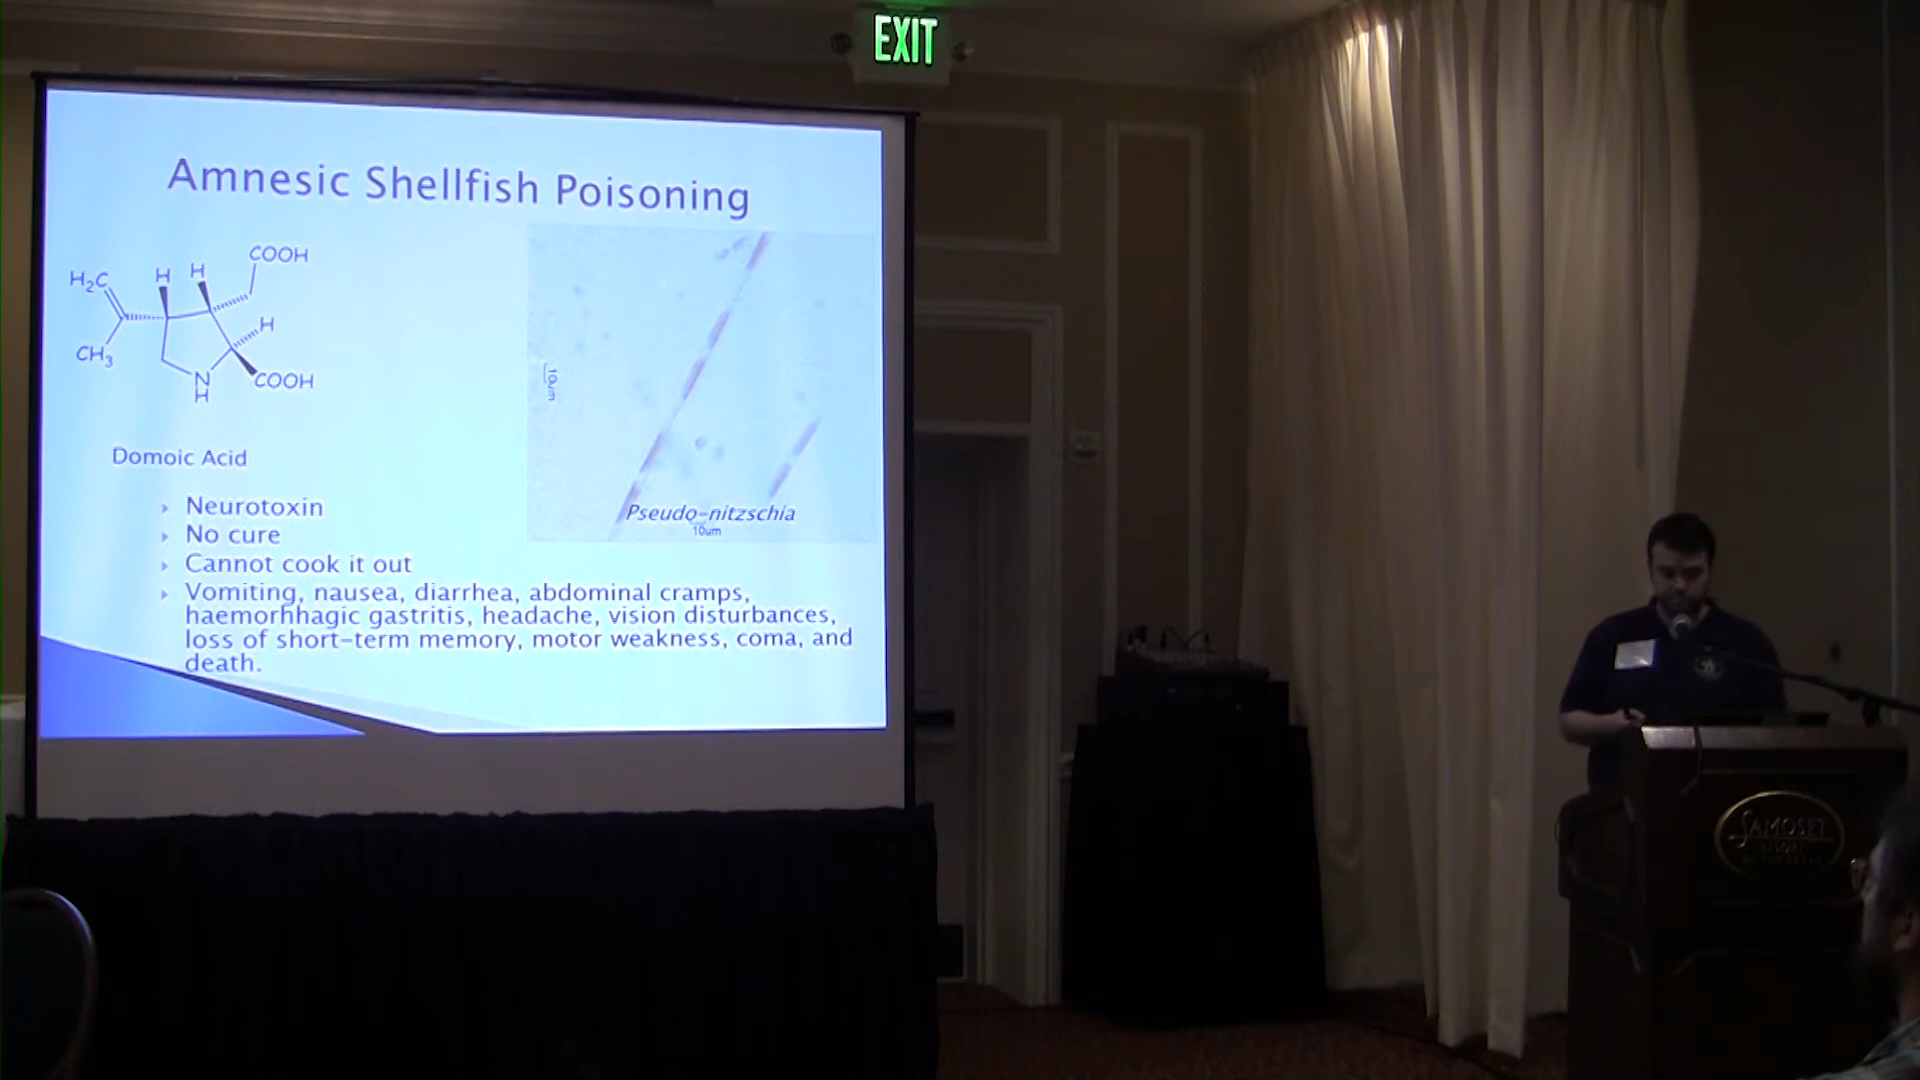 EXIT
Amnesic Shellfish Poisoning
COOH
H₂C
H
H
H
CH₃
N
H
COOH
10um
Domoic Acid
Neurotoxin
No cure
Cannot cook it out
Vomiting, nausea, diarrhea, abdominal cramps,
haemorhhagic gastritis, headache, vision disturbances,
loss of short-term memory, motor weakness, coma, and
death.
Pseudo-nitzschia
10um
SAMOSET
RESORT